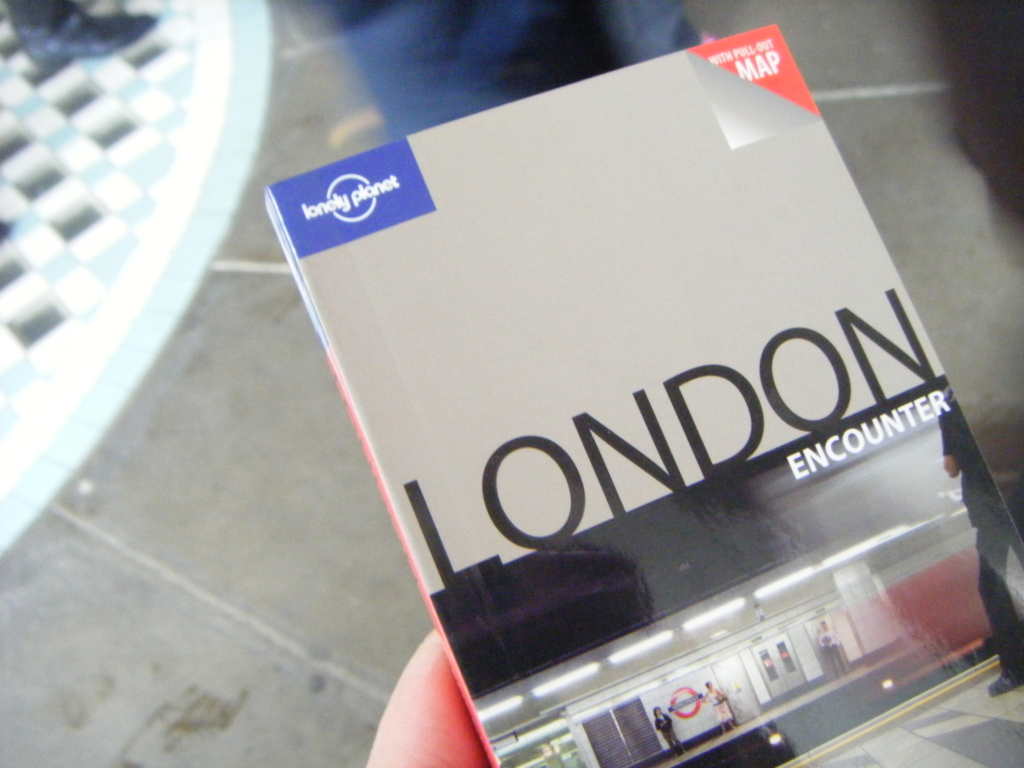 lonely planet
WITH PULL-OUT
MAP
LONDON
ENCOUNTER